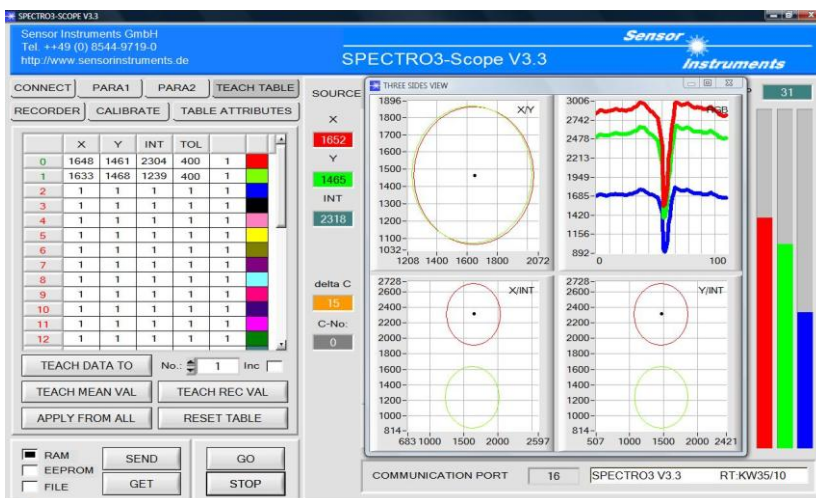 SPECTRO3-SCOPE V3.3
Sensor Instruments GmbH
Tel. ++49 (0) 8544-9719-0
http://www.sensorinstruments.de
SPECTRO3-Scope V3.3
Sensor
Instruments
CONNECT PARA1 PARA2 TEACH TABLE
RECORDER CALIBRATE TABLE ATTRIBUTES
X Y INT TOL
0 1648 1461 2304 400 1
1 1633 1468 1239 400 1
2 1 1 1 1 1
3 1 1 1 1 1
4 1 1 1 1 1
5 1 1 1 1 1
6 1 1 1 1 1
7 1 1 1 1 1
8 1 1 1 1 1
9 1 1 1 1 1
10 1 1 1 1 1
11 1 1 1 1 1
12 1 1 1 1 1
TEACH DATA TO No.: 1 Inc
TEACH MEAN VAL TEACH REC VAL
APPLY FROM ALL RESET TABLE
RAM
EEPROM
FILE
SEND GO
GET STOP
SOURCE
X
1652
Y
1465
INT
2318
delta C
15
C-No:
0
THREE SIDES VIEW
X/Y
1896-
1800-
1700-
1600-
1500-
1400-
1300-
1200-
1100-
1032-
1208 1400 1600 1800 2072
RGB
3006-
2742-
2478-
2213-
1949-
1685-
1420-
1156-
892-
0 100
X/INT
2728-
2600-
2400-
2200-
2000-
1800-
1600-
1400-
1200-
1000-
814-
683 1000 1500 2000 2597
Y/INT
2728-
2600-
2400-
2200-
2000-
1800-
1600-
1400-
1200-
1000-
814-
507 1000 1500 2000 2421
31
COMMUNICATION PORT 16 SPECTRO3 V3.3 RT:KW35/10